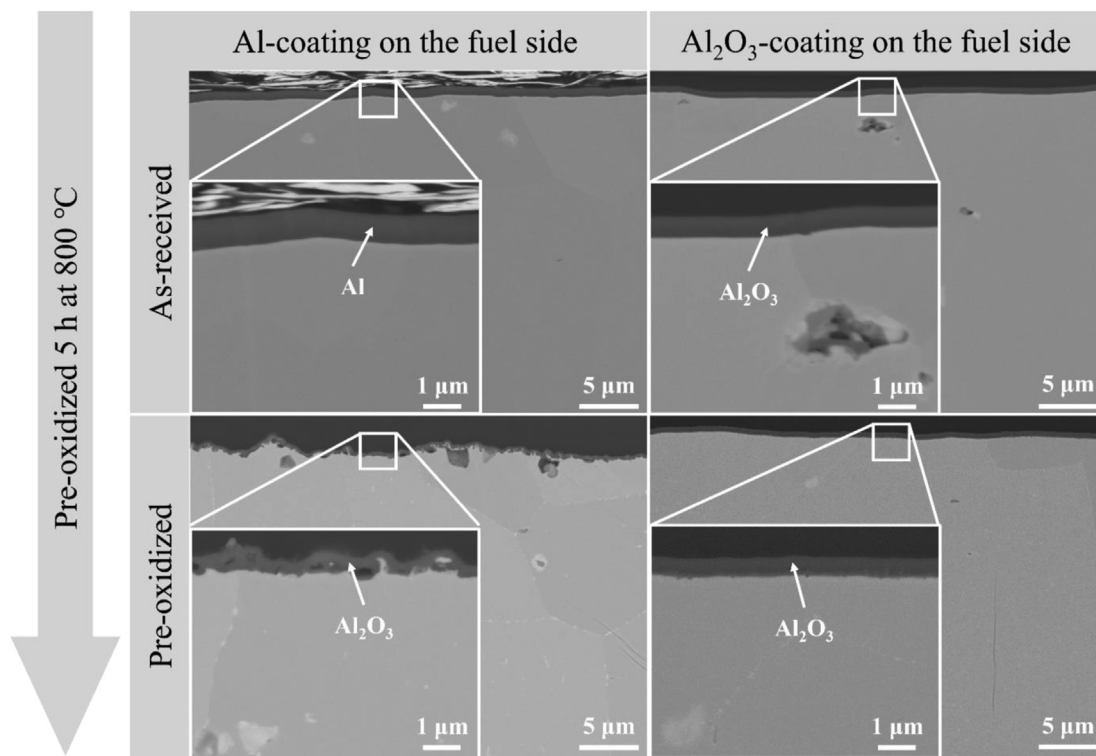 Al-coating on the fuel side
Al₂O₃-coating on the fuel side
Pre-oxidized 5 h at 800 °C
As-received
Al
1 μm
5 μm
Al₂O₃
1 μm
5 μm
Pre-oxidized
Al₂O₃
1 μm
5 μm
Al₂O₃
1 μm
5 μm